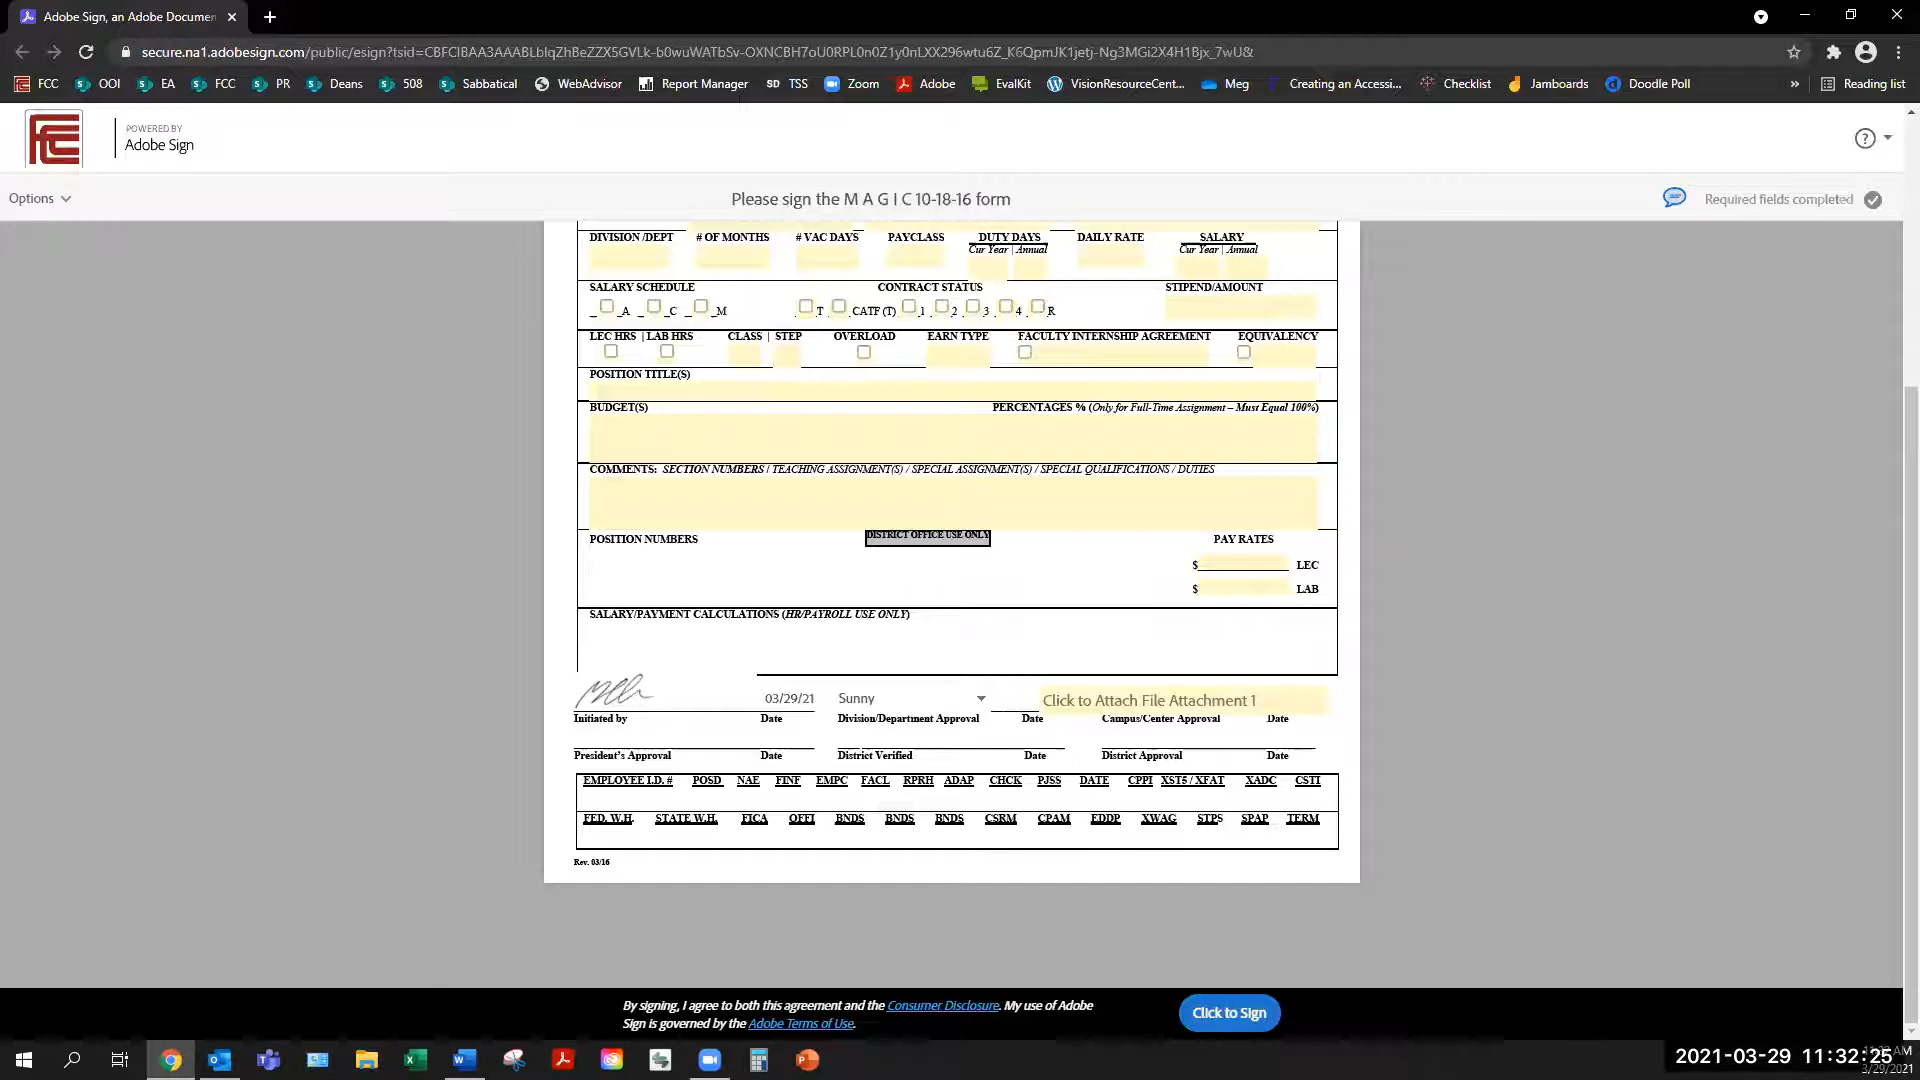 Adobe Sign, an Adobe Documen
secure.na1.adobesign.com/public/esign?tsid=CBFCIBAA3AAABLblqZhBeZZX5GVLk-b0wuWATbSv-OXNCBH7oU0RPL0n0Z1y0nLXX296wtu6Z_K6QpmJK1jetj-Ng3MGi2X4H1Bjx_7wU&
FCC OOI EA FCC PR Deans 508 Sabbatical WebAdvisor Report Manager SD TSS Zoom Adobe EvalKit VisionResourceCent... Meg Creating an Accessi... Checklist Jamboards Doodle Poll » Reading list
POWERED BY
Adobe Sign
Options Please sign the M A G I C 10-18-16 form Required fields completed
DIVISION /DEPT # OF MONTHS # VAC DAYS PAYCLASS DUTY DAYS DAILY RATE SALARY
Cur Year | Annual Cur Year | Annual
SALARY SCHEDULE CONTRACT STATUS STIPEND/AMOUNT
_ _A _ _C _ _M T CATF (T) 1 2 3 4 R
LEC HRS | LAB HRS CLASS | STEP OVERLOAD EARN TYPE FACULTY INTERNSHIP AGREEMENT EQUIVALENCY
POSITION TITLE(S)
BUDGET(S) PERCENTAGES % (Only for Full-Time Assignment – Must Equal 100%)
COMMENTS: SECTION NUMBERS / TEACHING ASSIGNMENT(S) / SPECIAL ASSIGNMENT(S) / SPECIAL QUALIFICATIONS / DUTIES
POSITION NUMBERS DISTRICT OFFICE USE ONLY PAY RATES
$ LEC
$ LAB
SALARY/PAYMENT CALCULATIONS (HR/PAYROLL USE ONLY)
03/29/21 Sunny Click to Attach File Attachment 1
Initiated by Date Division/Department Approval Date Campus/Center Approval Date
President's Approval Date District Verified Date District Approval Date
EMPLOYEE I.D. # POSD NAE FINF EMPC FACL RPRH ADAP CHCK PJSS DATE CPPI XST5 / XFAT XADC CSTI
FED. W.H. STATE W.H. FICA OFFI BNDS BNDS BNDS CSRM CPAM EDDP XWAG STPS SPAP TERM
Rev. 03/16
By signing, I agree to both this agreement and the Consumer Disclosure. My use of Adobe
Sign is governed by the Adobe Terms of Use.
Click to Sign
2021-03-29 11:32:25
3/29/2021